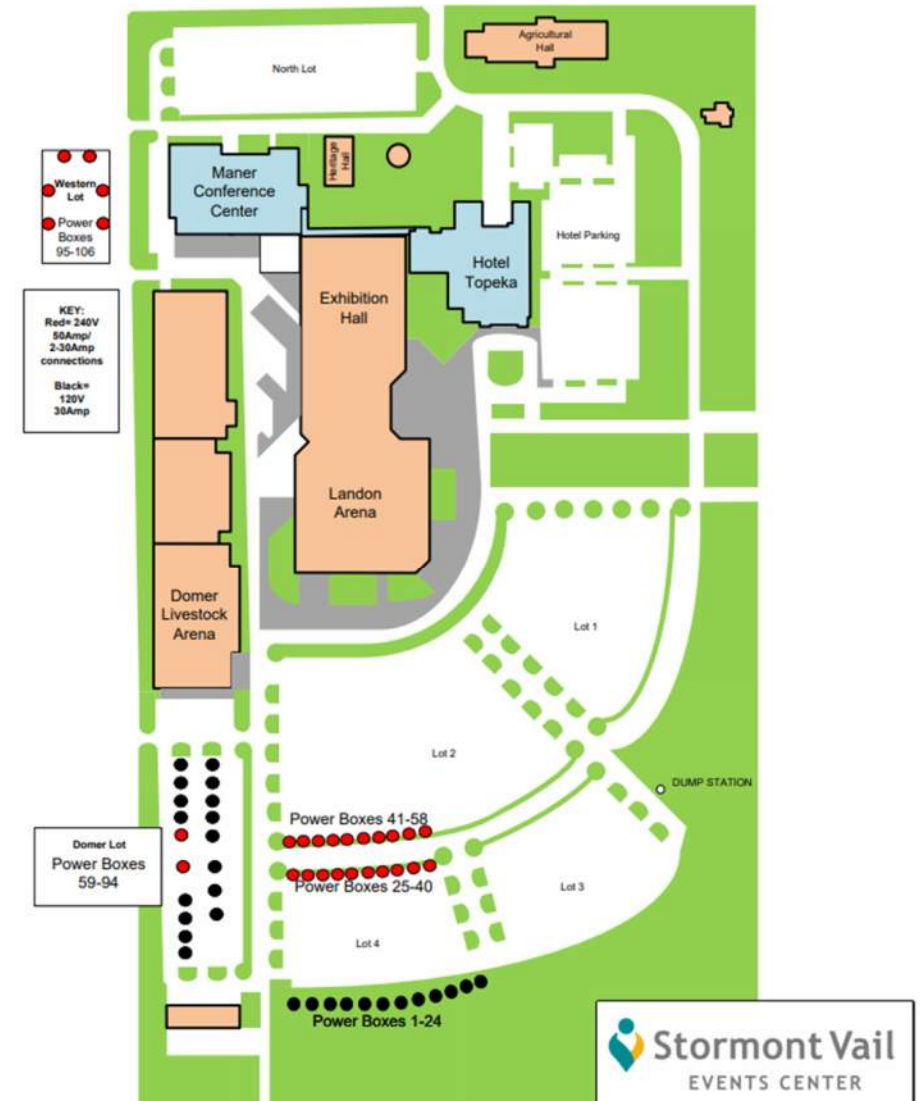 Agricultural
Hall
North Lot
Heritage
Hall
Maner
Conference
Center
Western
Lot
Power
Boxes
95-106
Hotel Parking
Hotel
Topeka
Exhibition
Hall
KEY:
Red= 240V
50Amp/
2-30Amp
connections
Black=
120V
30Amp
Landon
Arena
Domer
Livestock
Arena
Lot 1
Lot 2
DUMP STATION
Power Boxes 41-58
Domer Lot
Power Boxes
59-94
Power Boxes 25-40
Lot 3
Lot 4
Power Boxes 1-24
Stormont Vail
EVENTS CENTER